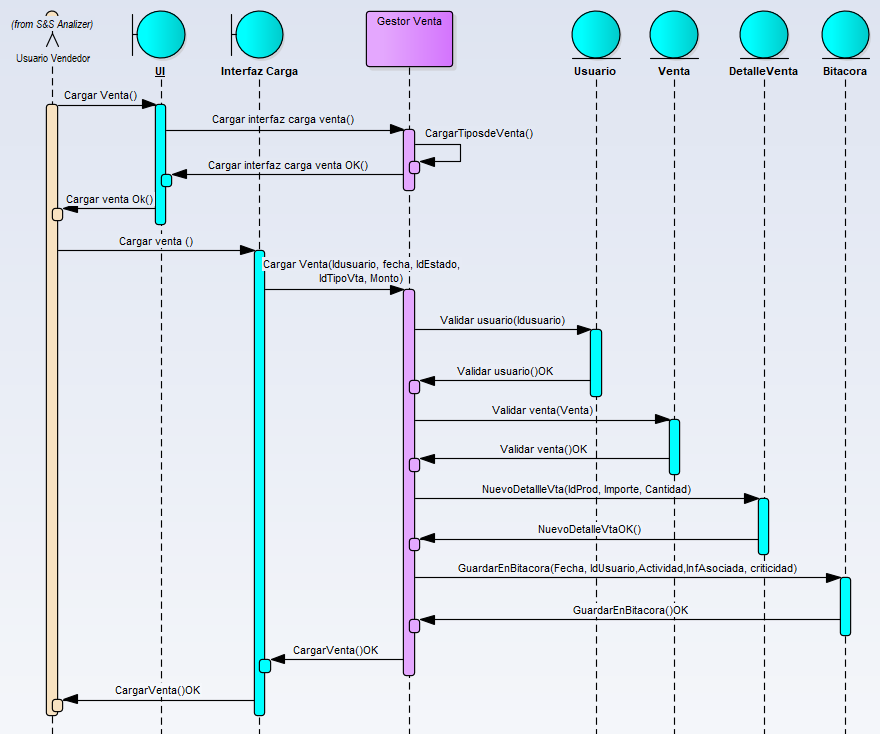 (from S&S Analizer)
Usuario Vendedor
UI
Interfaz Carga
Gestor Venta
Usuario
Venta
DetalleVenta
Bitacora
Cargar Venta()
Cargar interfaz carga venta()
CargarTiposdeVenta()
Cargar interfaz carga venta OK()
Cargar venta Ok()
Cargar venta ()
Cargar Venta(Idusuario, fecha, IdEstado,
IdTipoVta, Monto)
Validar usuario(Idusuario)
Validar usuario()OK
Validar venta(Venta)
Validar venta()OK
NuevoDetallleVta(IdProd, Importe, Cantidad)
NuevoDetalleVtaOK()
GuardarEnBitacora(Fecha, IdUsuario,Actividad,InfAsociada, criticidad)
GuardarEnBitacora()OK
CargarVenta()OK
CargarVenta()OK